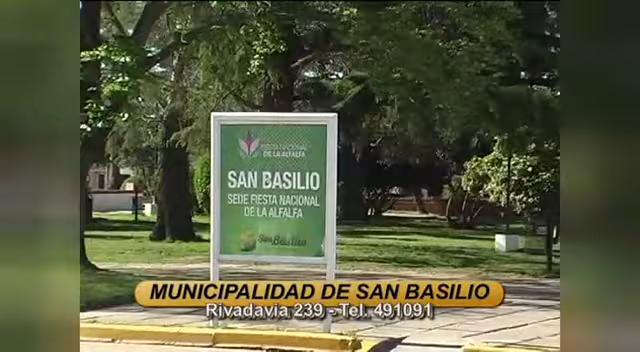 FIESTA NACIONAL
DE LA ALFALFA
SAN BASILIO
SEDE FIESTA NACIONAL
DE LA ALFALFA
San Basilio
MUNICIPALIDAD DE SAN BASILIO
Rivadavia 239 - Tel. 491091